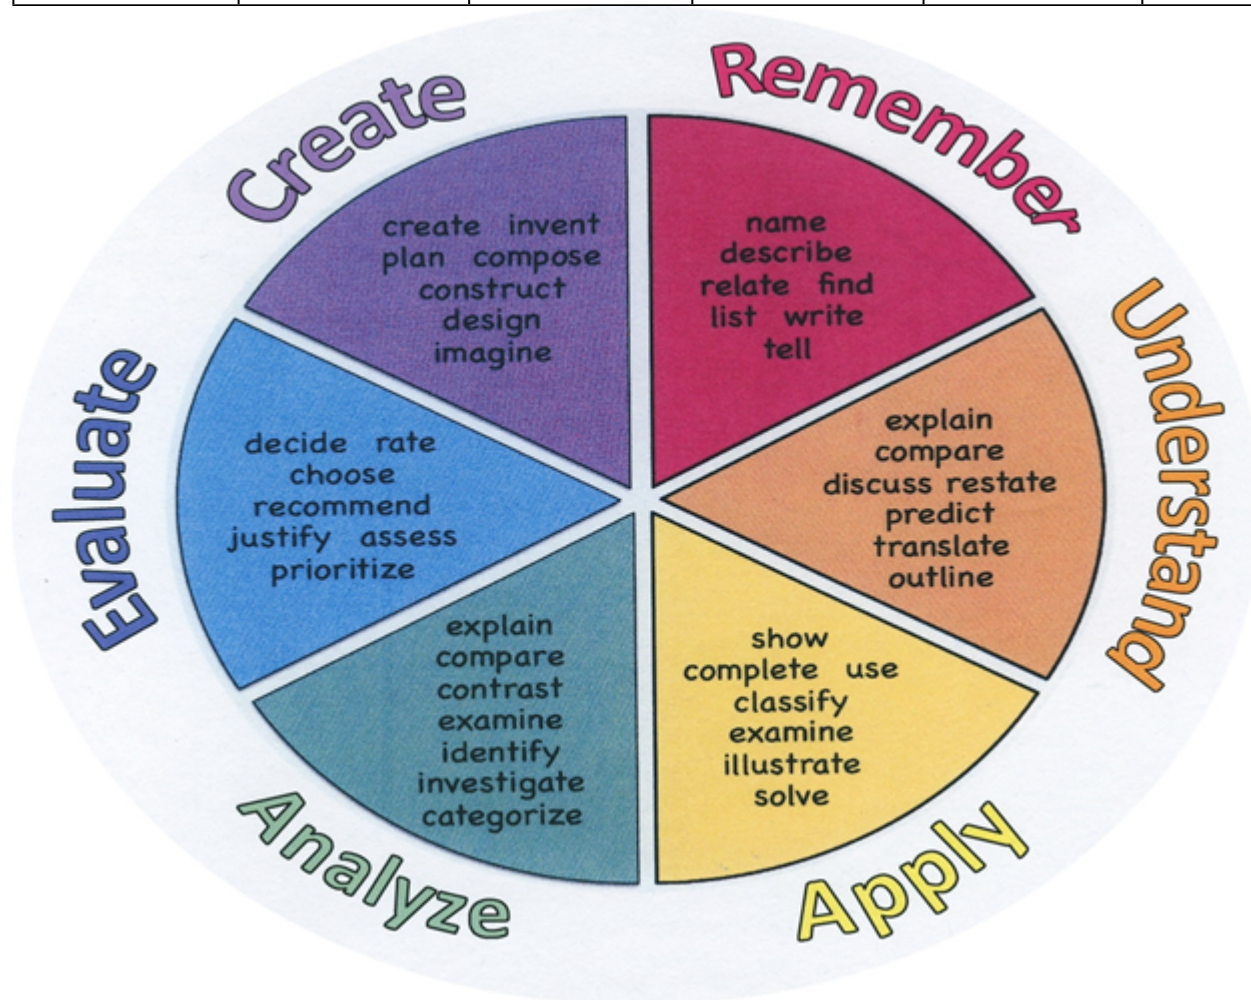 Remember
name
describe
relate find
list write
tell
Understand
explain
compare
discuss restate
predict
translate
outline
Apply
show
complete use
classify
examine
illustrate
solve
Analyze
explain
compare
contrast
examine
identify
investigate
categorize
Evaluate
decide rate
choose
recommend
justify assess
prioritize
Create
create invent
plan compose
construct
design
imagine